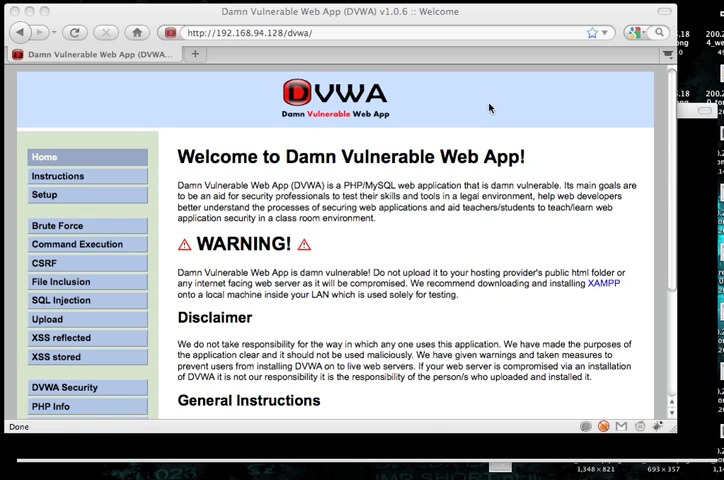 Damn Vulnerable Web App (DVWA) v1.0.6 :: Welcome
http://192.168.94.128/dvwa/
Damn Vulnerable Web App (DVWA...
DVWA
Damn Vulnerable Web App
Home
Instructions
Setup
Brute Force
Command Execution
CSRF
File Inclusion
SQL Injection
Upload
XSS reflected
XSS stored
DVWA Security
PHP Info
Welcome to Damn Vulnerable Web App!
Damn Vulnerable Web App (DVWA) is a PHP/MySQL web application that is damn vulnerable. Its main goals are
to be an aid for security professionals to test their skills and tools in a legal environment, help web developers
better understand the processes of securing web applications and aid teachers/students to teach/learn web
application security in a class room environment.
WARNING!
Damn Vulnerable Web App is damn vulnerable! Do not upload it to your hosting provider's public html folder or
any internet facing web server as it will be compromised. We recommend downloading and installing XAMPP
onto a local machine inside your LAN which is used solely for testing.
Disclaimer
We do not take responsibility for the way in which any one uses this application. We have made the purposes of
the application clear and it should not be used maliciously. We have given warnings and taken measures to
prevent users from installing DVWA on to live web servers. If your web server is compromised via an installation
of DVWA it is not our responsibility it is the responsibility of the person/s who uploaded and installed it.
General Instructions
Done
1,348×821
693×357